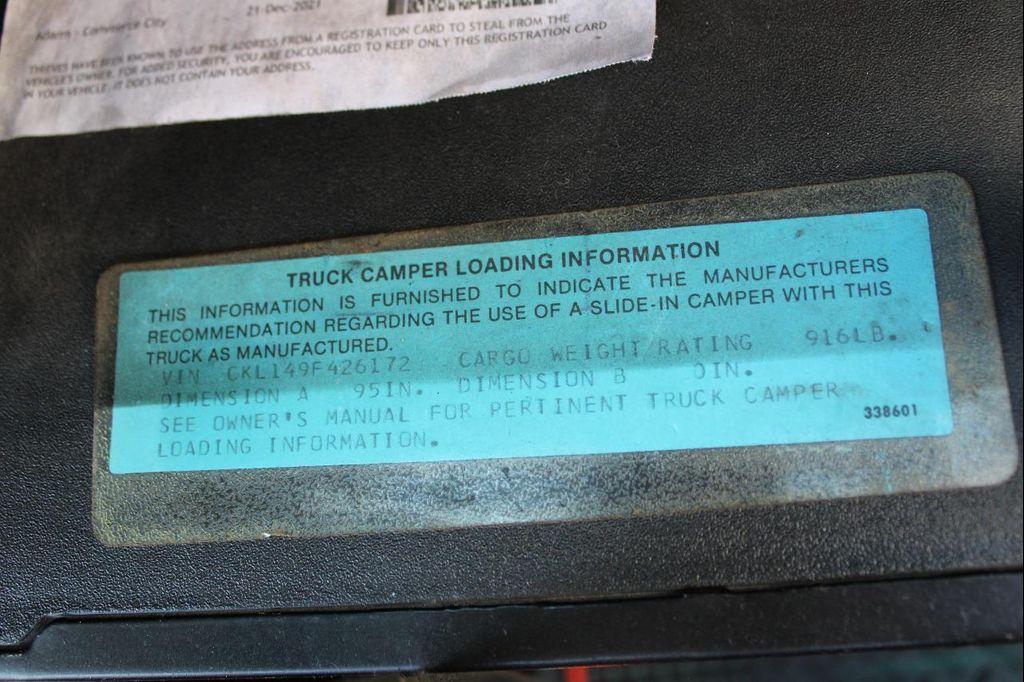 Adams - Commerce City 21-Dec-2021
THIEVES HAVE BEEN KNOWN TO USE THE ADDRESS FROM A REGISTRATION CARD TO STEAL FROM THE
VEHICLE'S OWNER. FOR ADDED SECURITY, YOU ARE ENCOURAGED TO KEEP ONLY THIS REGISTRATION CARD
IN YOUR VEHICLE. IT DOES NOT CONTAIN YOUR ADDRESS.
TRUCK CAMPER LOADING INFORMATION
THIS INFORMATION IS FURNISHED TO INDICATE THE MANUFACTURERS
RECOMMENDATION REGARDING THE USE OF A SLIDE-IN CAMPER WITH THIS
TRUCK AS MANUFACTURED.
VIN CKL149F426172 CARGO WEIGHT RATING 916LB.
DIMENSION A 95IN. DIMENSION B 0IN.
SEE OWNER'S MANUAL FOR PERTINENT TRUCK CAMPER
LOADING INFORMATION.
338601